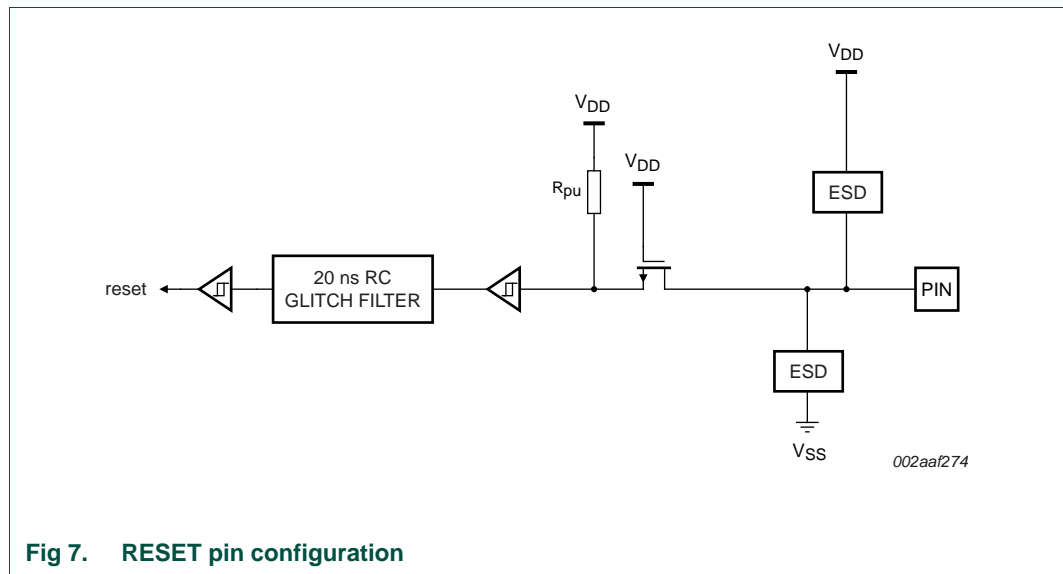 VDD
VDD
VDD
Rpu
ESD
reset
20 ns RC
GLITCH FILTER
PIN
ESD
VSS
002aaf274
Fig 7. RESET pin configuration